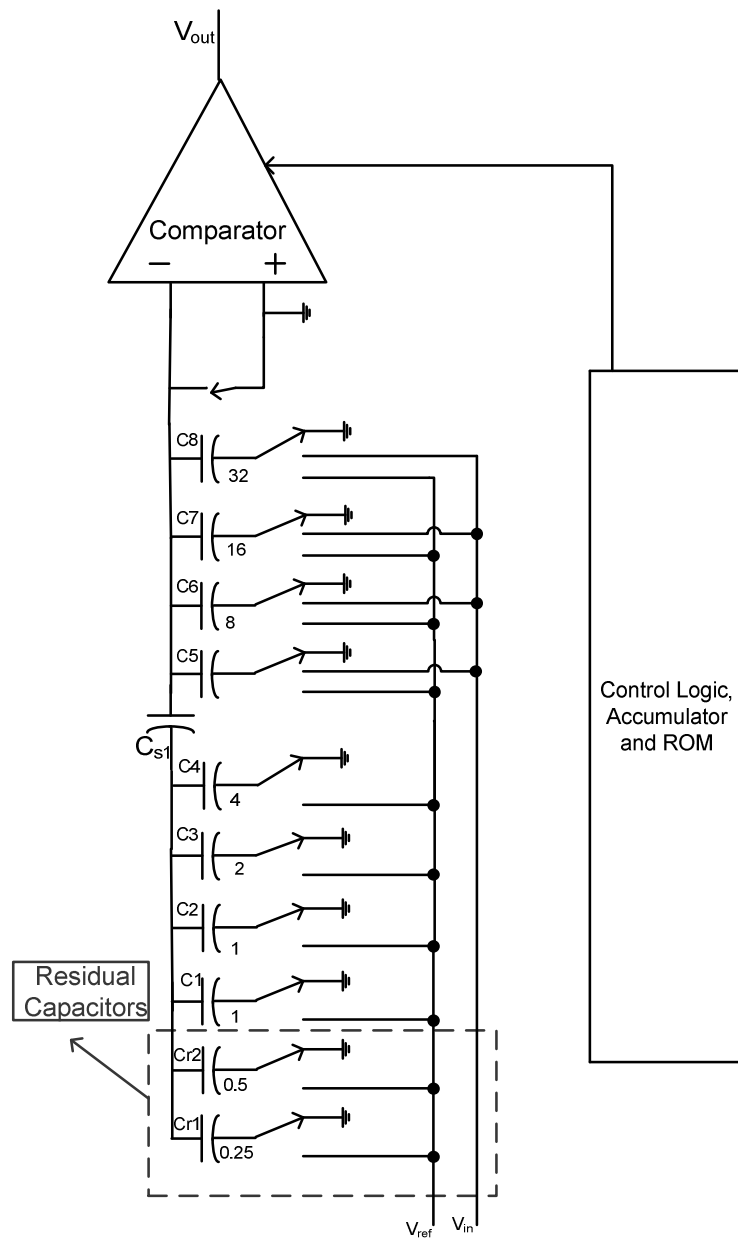 Vout
Comparator
− +
C8
32
C7
16
C6
8
C5
Cs1
C4
4
C3
2
C2
1
C1
1
Cr2
0.5
Cr1
0.25
Residual
Capacitors
Control Logic,
Accumulator
and ROM
Vref
Vin